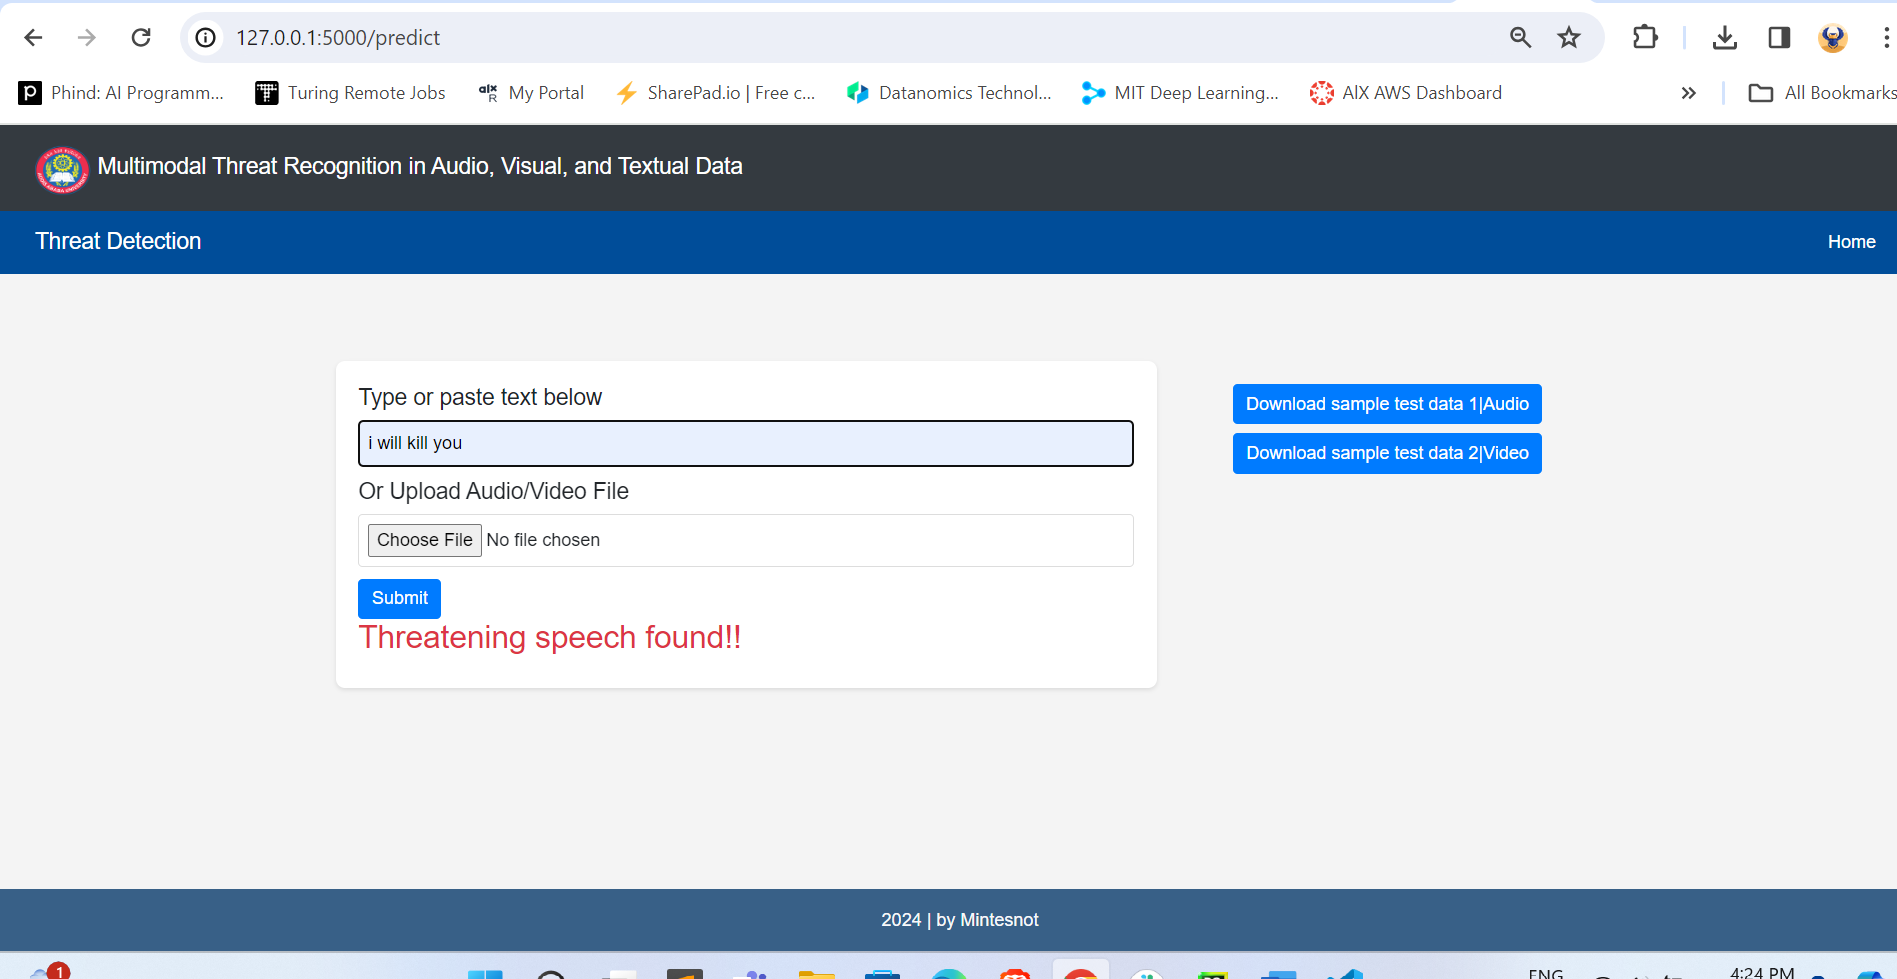 127.0.0.1:5000/predict
Phind: AI Programm... Turing Remote Jobs alx R My Portal SharePad.io | Free c... Datanomics Technol... MIT Deep Learning... AlX AWS Dashboard » All Bookmarks
Multimodal Threat Recognition in Audio, Visual, and Textual Data
Threat Detection Home
Type or paste text below
i will kill you
Or Upload Audio/Video File
Choose File No file chosen
Submit
Threatening speech found!!
Download sample test data 1|Audio
Download sample test data 2|Video
2024 | by Mintesnot
1 ENG 4:24 PM